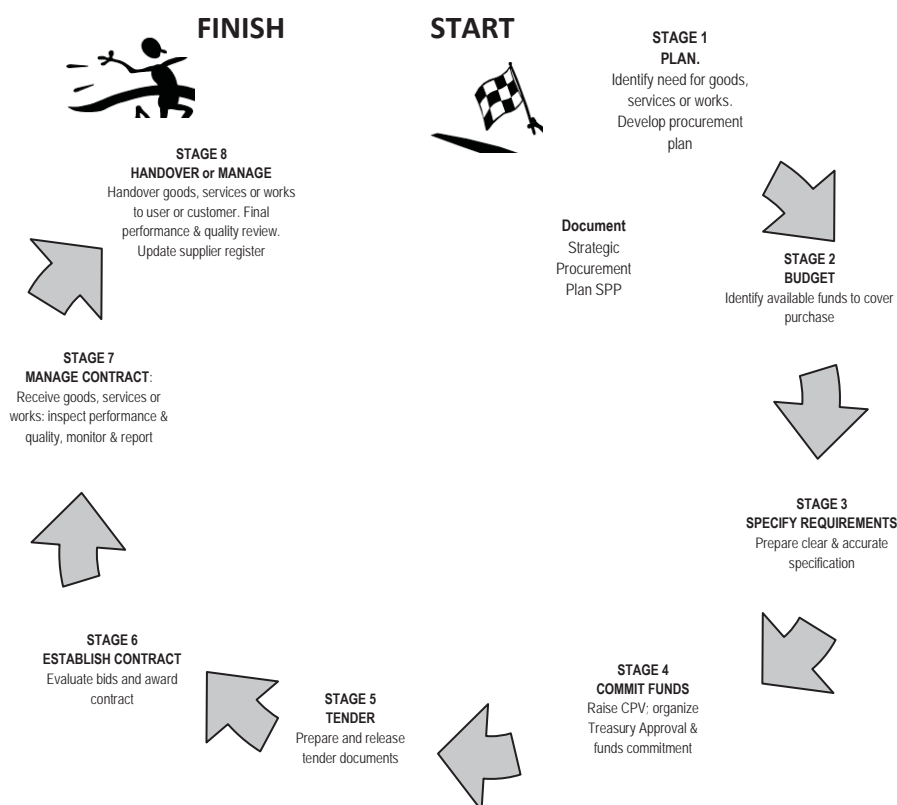 FINISH
START
STAGE 1
PLAN.
Identify need for goods,
services or works.
Develop procurement
plan
Document
Strategic
Procurement
Plan SPP
STAGE 2
BUDGET
Identify available funds to cover
purchase
STAGE 3
SPECIFY REQUIREMENTS
Prepare clear & accurate
specification
STAGE 4
COMMIT FUNDS
Raise CPV; organize
Treasury Approval &
funds commitment
STAGE 5
TENDER
Prepare and release
tender documents
STAGE 6
ESTABLISH CONTRACT
Evaluate bids and award
contract
STAGE 7
MANAGE CONTRACT:
Receive goods, services or
works: inspect performance &
quality, monitor & report
STAGE 8
HANDOVER or MANAGE
Handover goods, services or works
to user or customer. Final
performance & quality review.
Update supplier register